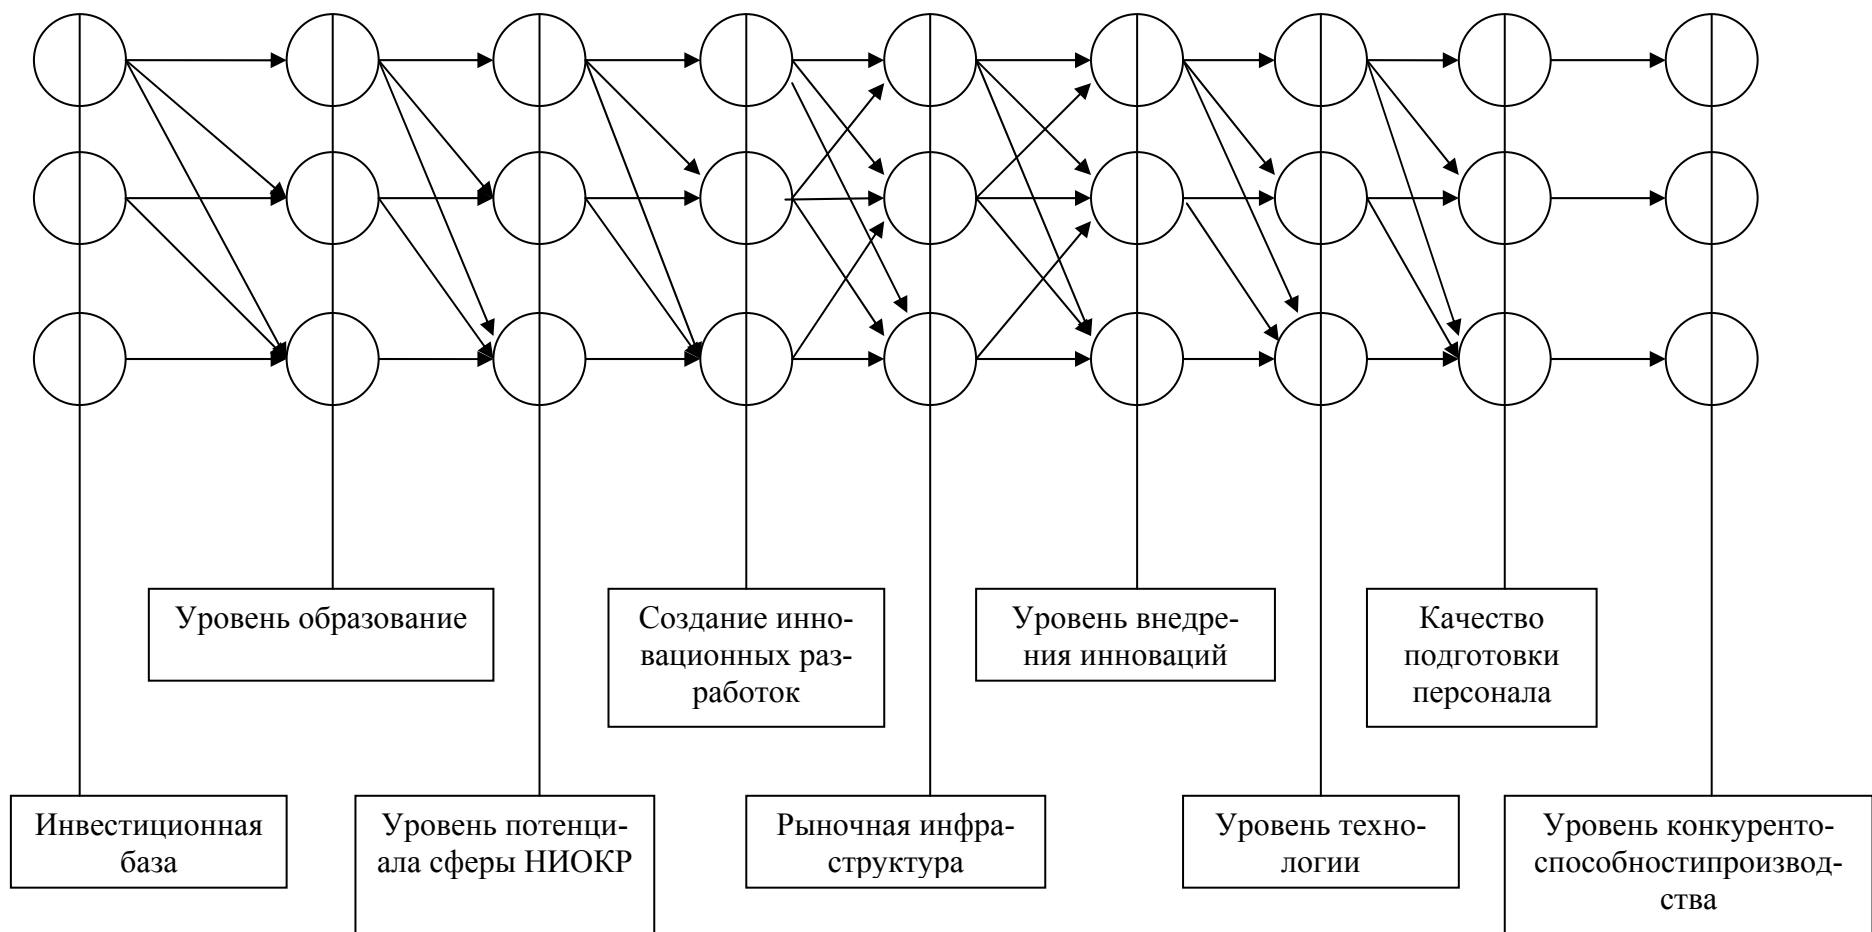 Уровень образование
Создание инно-
вационных раз-
работок
Уровень внедре-
ния инноваций
Качество
подготовки
персонала
Инвестиционная
база
Уровень потенци-
ала сферы НИОКР
Рыночная инфра-
структура
Уровень техно-
логии
Уровень конкуренто-
способностипроизвод-
ства